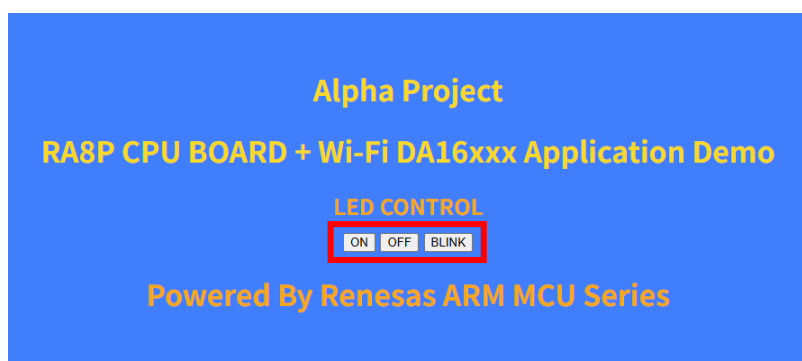 Alpha Project
RA8P CPU BOARD + Wi-Fi DA16xxx Application Demo
LED CONTROL
ON OFF BLINK
Powered By Renesas ARM MCU Series